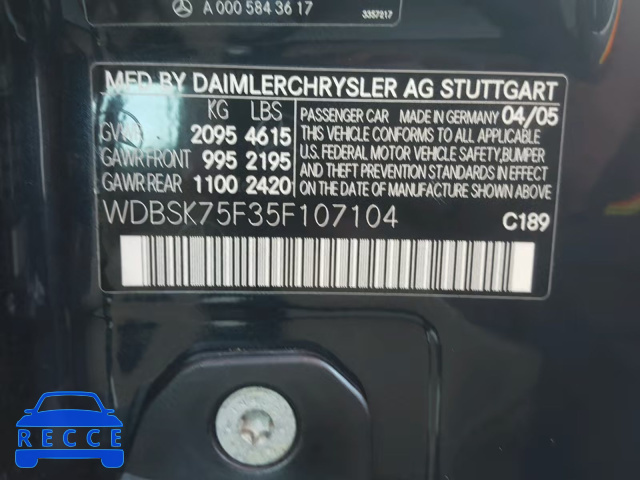 A 000 584 36 17
3357217
MFD BY DAIMLERCHRYSLER AG STUTTGART
KG LBS
GVWR 2095 4615
GAWR FRONT 995 2195
GAWR REAR 1100 2420
PASSENGER CAR MADE IN GERMANY 04/05
THIS VEHICLE CONFORMS TO ALL APPLICABLE
U.S. FEDERAL MOTOR VEHICLE SAFETY,BUMPER
AND THEFT PREVENTION STANDARDS IN EFFECT
ON THE DATE OF MANUFACTURE SHOWN ABOVE.
WDBSK75F35F107104
C189
RECCE